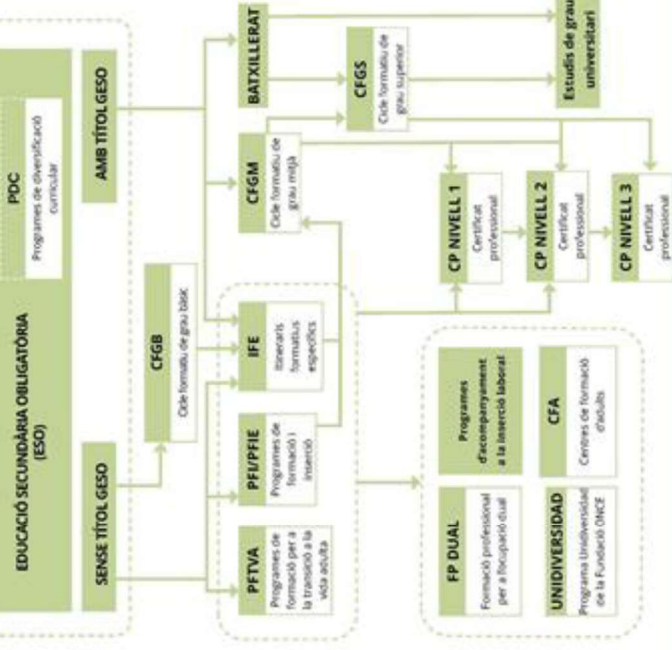 EDUCACIÓ SECUNDÀRIA OBLIGATÒRIA
(ESO)
PDC
Programes de diversificació
curricular
SENSE TÍTOL GESO
AMB TÍTOL GESO
CFGB
Cicle formatiu de grau bàsic
PFTVA
Programes de
formació per a
la transició a la
vida adulta
PFI/PFIE
Programes de
formació i
inserció
IFE
Itineraris
formatius
específics
CFGM
Cicle formatiu de
grau mitjà
BATXILLERAT
CFGS
Cicle formatiu de
grau superior
FP DUAL
Formació professional
per a l'ocupació dual
Programes
d'acompanyament
a la inserció laboral
CP NIVELL 1
Certificat
professional
UNIDIVERSIDAD
Programa Unidiversidad
de la Fundació ONCE
CFA
Centres de formació
d'adults
CP NIVELL 2
Certificat
professional
CP NIVELL 3
Certificat
professional
Estudis de grau
universitari